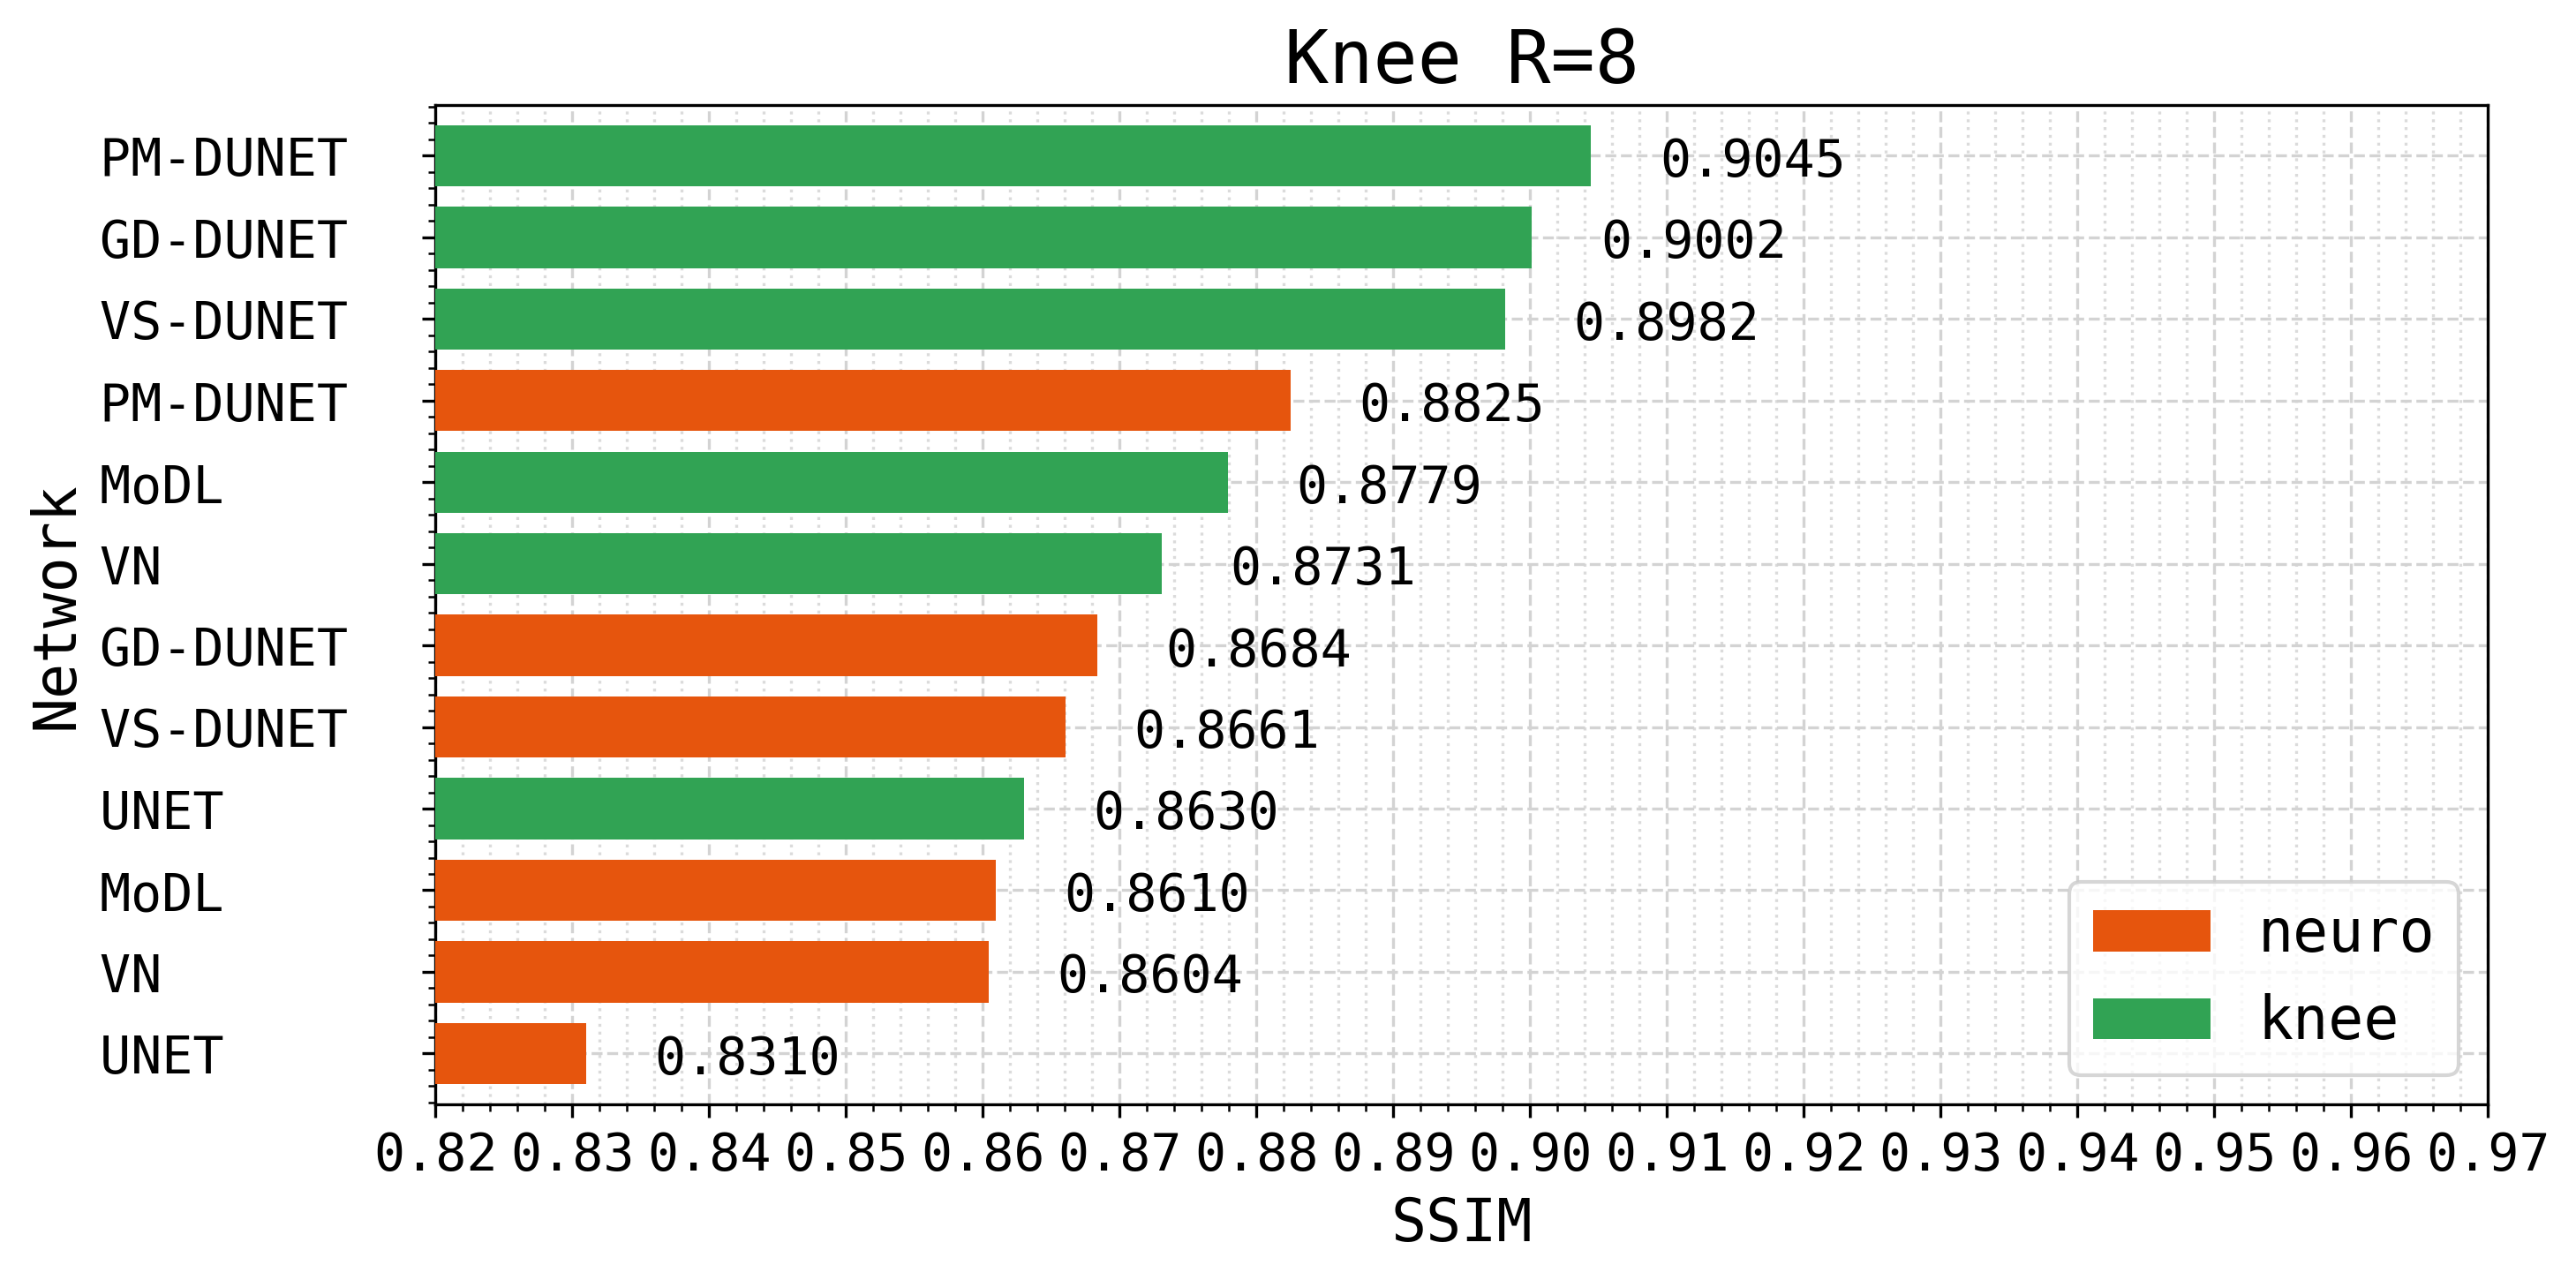 Knee R=8
Network
PM-DUNET 0.9045
GD-DUNET 0.9002
VS-DUNET 0.8982
PM-DUNET 0.8825
MoDL 0.8779
VN 0.8731
GD-DUNET 0.8684
VS-DUNET 0.8661
UNET 0.8630
MoDL 0.8610
VN 0.8604
UNET 0.8310
neuro
knee
0.82 0.83 0.84 0.85 0.86 0.87 0.88 0.89 0.90 0.91 0.92 0.93 0.94 0.95 0.96 0.97
SSIM